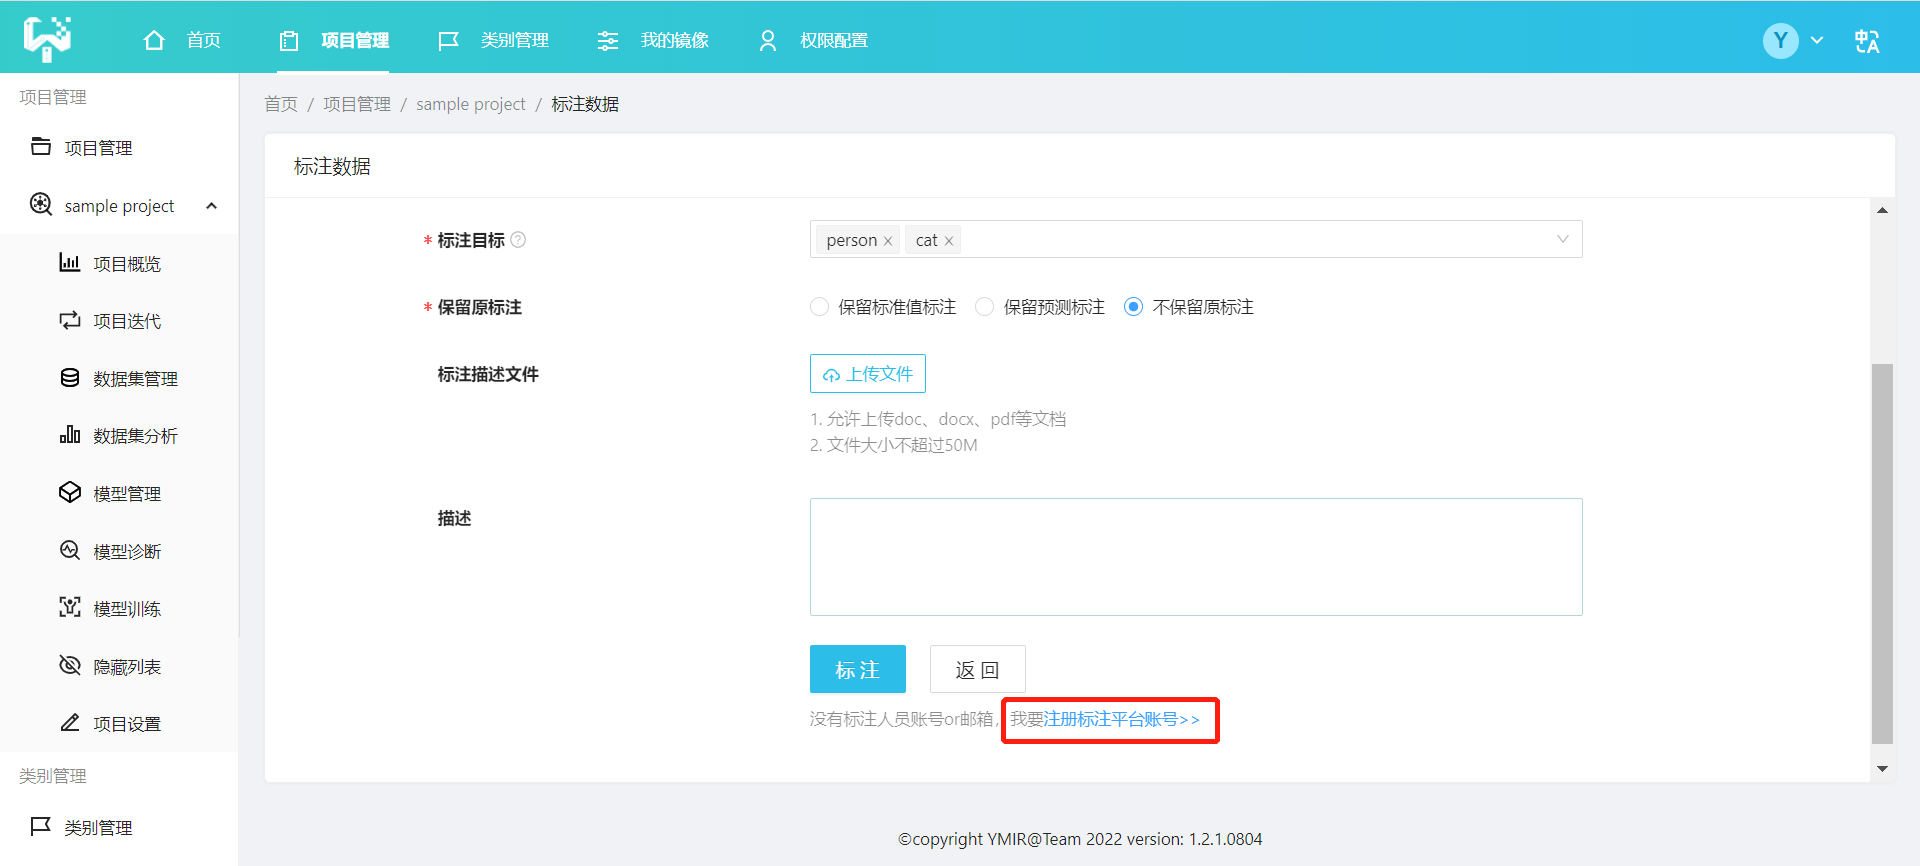 首页
项目管理
类别管理
我的镜像
权限配置
Y
中A
项目管理
项目管理
sample project
项目概览
项目迭代
数据集管理
数据集分析
模型管理
模型诊断
模型训练
隐藏列表
项目设置
类别管理
类别管理
首页 / 项目管理 / sample project / 标注数据
标注数据
* 标注目标 ?
person × cat ×
* 保留原标注
保留标准值标注 保留预测标注 不保留原标注
标注描述文件
上传文件
1. 允许上传doc、docx、pdf等文档
2. 文件大小不超过50M
描述
标 注 返 回
没有标注人员账号or邮箱, 我要注册标注平台账号>>
©copyright YMIR@Team 2022 version: 1.2.1.0804